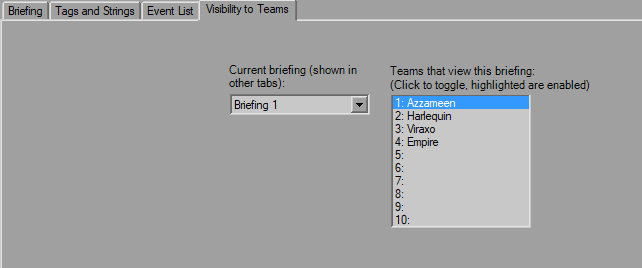 Briefing
Tags and Strings
Event List
Visibility to Teams
Current briefing (shown in
other tabs):
Briefing 1
Teams that view this briefing:
(Click to toggle, highlighted are enabled)
1: Azzameen
2: Harlequin
3: Viraxo
4: Empire
5:
6:
7:
8:
9:
10: